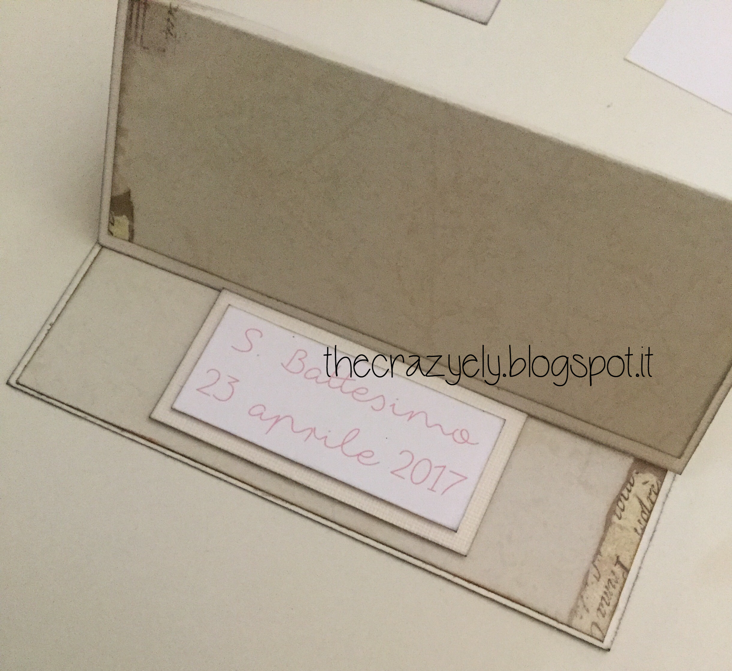 S. Battesimo
23 aprile 2017
thecrazyely.blogspot.it